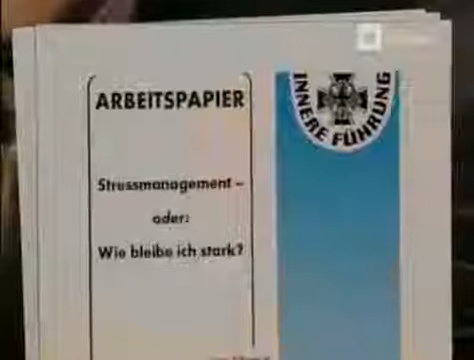 ARBEITSPAPIER
Stressmanagement –
oder:
Wie bleibe ich stark?
INNERE FÜHRUNG